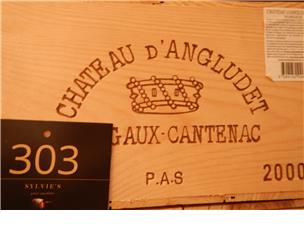 CHATEAU D'ANGLUDET
GAUX-CANTENAC
P.A.S
2000
303
SYLVIE'S